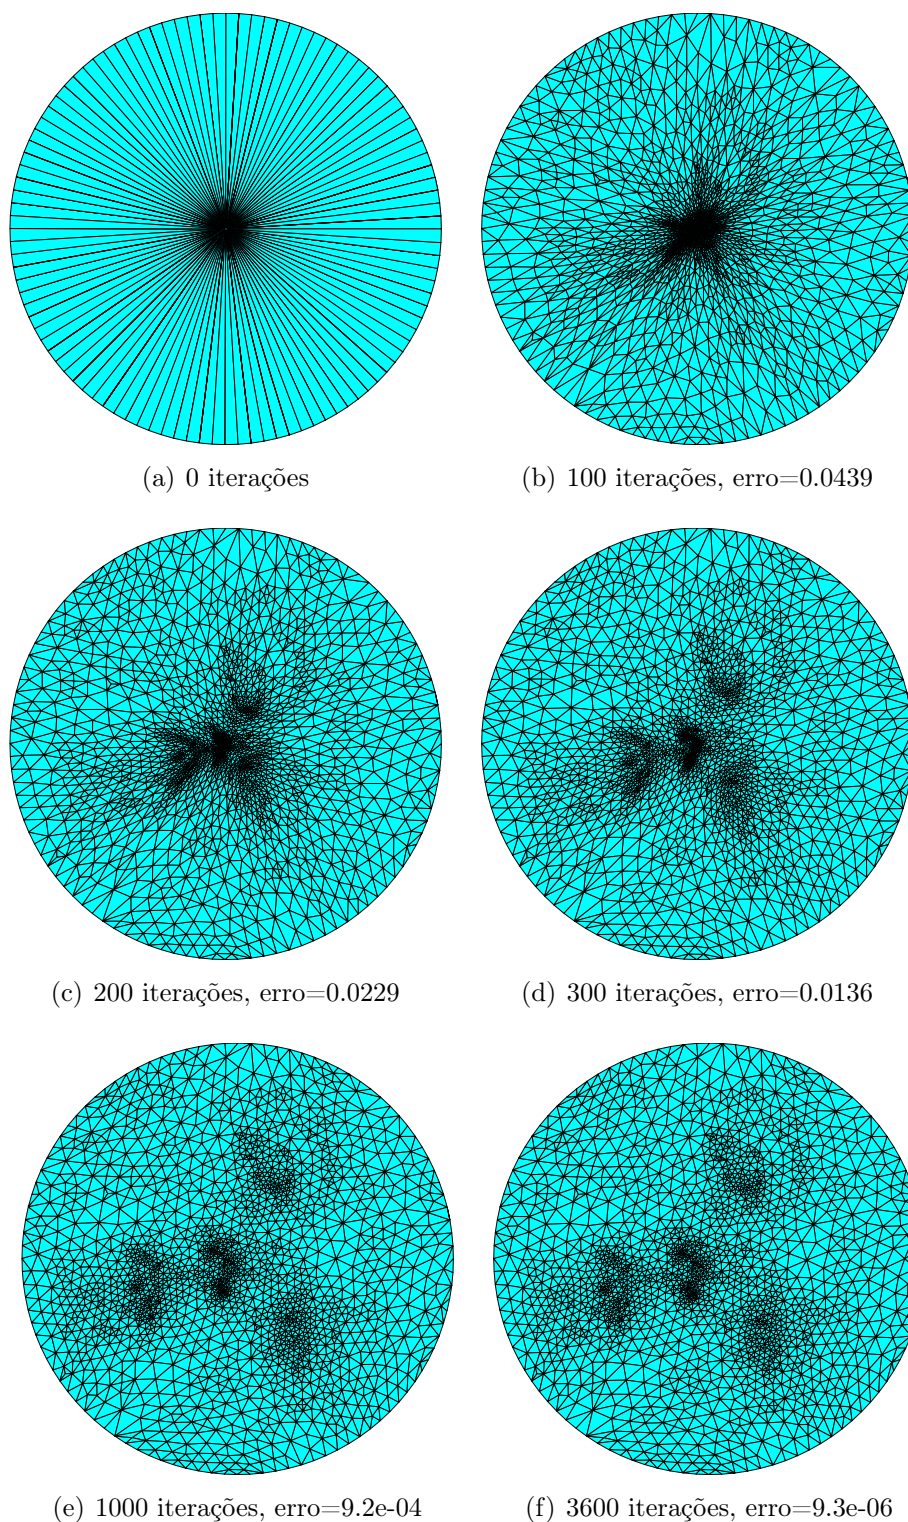 (a) 0 iterações
(b) 100 iterações, erro=0.0439
(c) 200 iterações, erro=0.0229
(d) 300 iterações, erro=0.0136
(e) 1000 iterações, erro=9.2e-04
(f) 3600 iterações, erro=9.3e-06